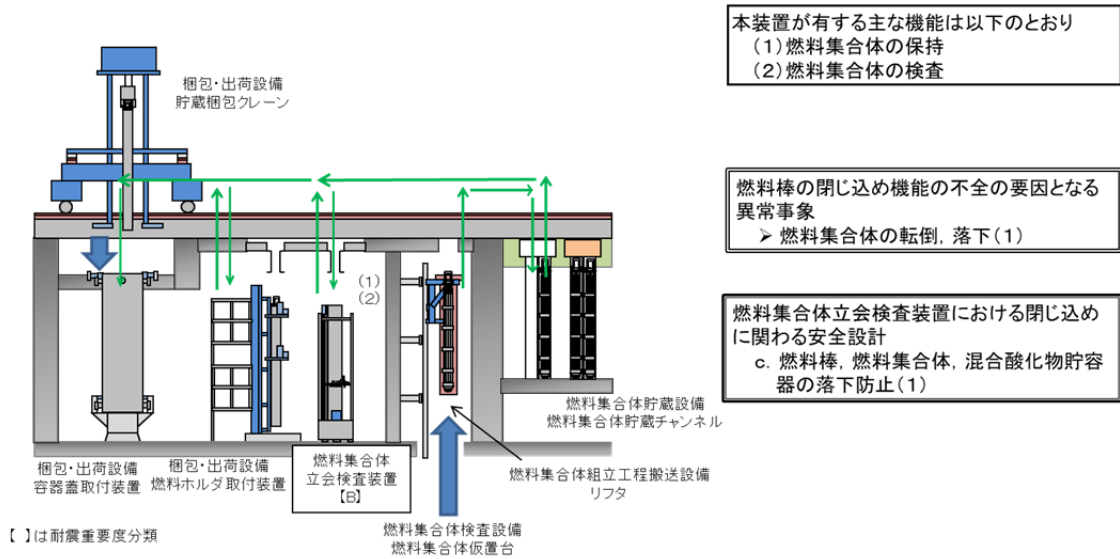 本装置が有する主な機能は以下のとおり
(1)燃料集合体の保持
(2)燃料集合体の検査
梱包・出荷設備
貯蔵梱包クレーン
燃料棒の閉じ込め機能の不全の要因となる
異常事象
➢ 燃料集合体の転倒,落下(1)
(1)
(2)
燃料集合体立会検査装置における閉じ込め
に関わる安全設計
c. 燃料棒,燃料集合体,混合酸化物貯容
器の落下防止(1)
燃料集合体貯蔵設備
燃料集合体貯蔵チャンネル
梱包・出荷設備
容器蓋取付装置
梱包・出荷設備
燃料ホルダ取付装置
燃料集合体
立会検査装置
【B】
燃料集合体組立工程搬送設備
リフタ
燃料集合体検査設備
燃料集合体仮置台
【 】は耐震重要度分類